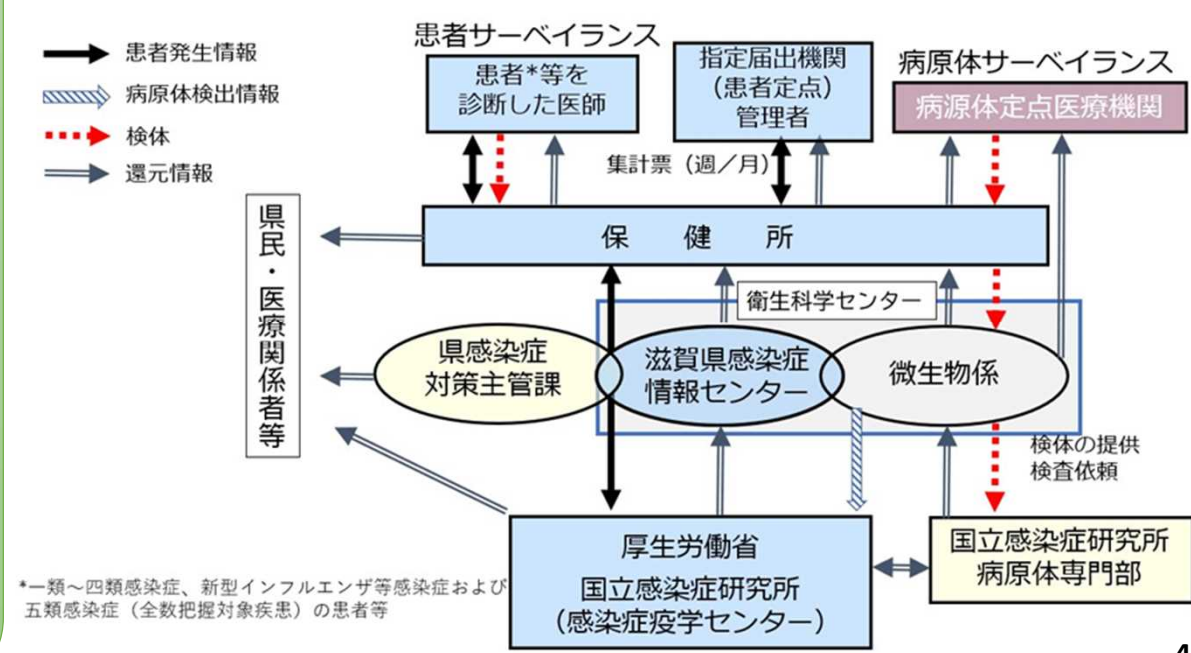 患者発生情報
病原体検出情報
検体
還元情報
患者サーベイランス
患者*等を
診断した医師
指定届出機関
（患者定点）
管理者
病原体サーベイランス
病源体定点医療機関
集計票（週／月）
保　健　所
県民・医療関係者等
衛生科学センター
県感染症
対策主管課
滋賀県感染症
情報センター
微生物係
検体の提供
検査依頼
厚生労働省
国立感染症研究所
（感染症疫学センター）
国立感染症研究所
病原体専門部
*一類～四類感染症、新型インフルエンザ等感染症および
五類感染症（全数把握対象疾患）の患者等